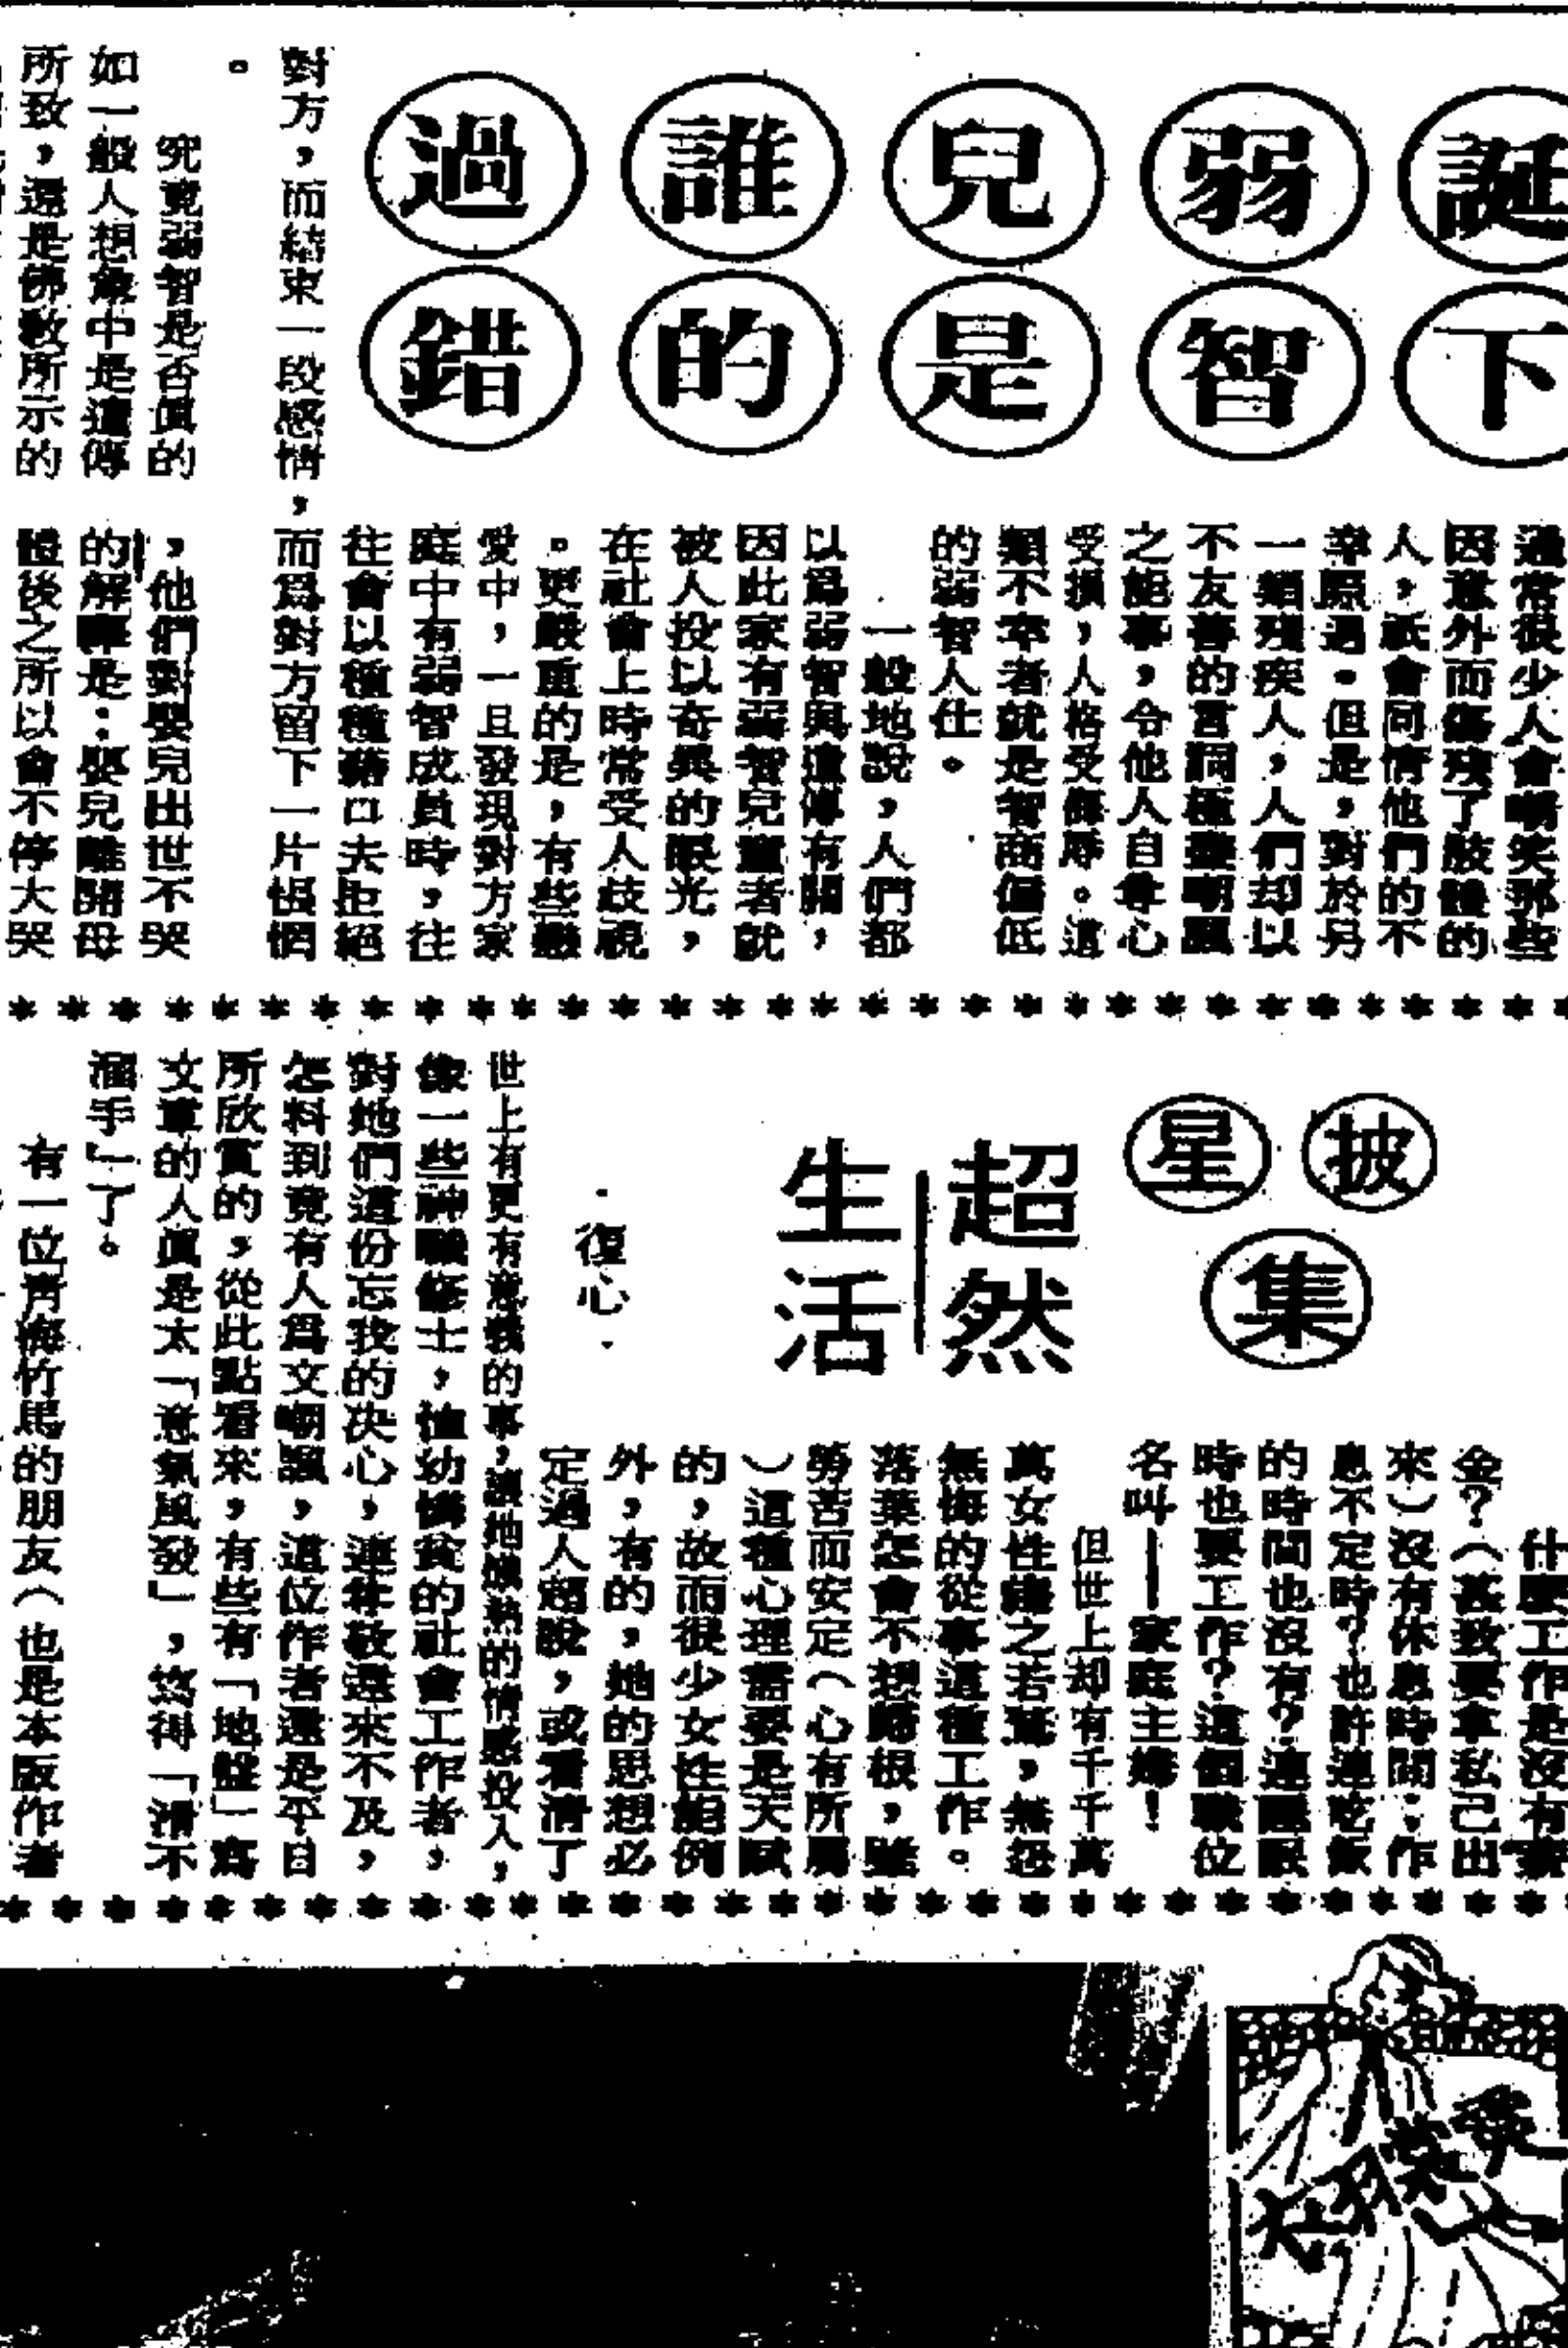 誕下
弱智
兒是
誰的
過錯
通常很少人會嘲笑那些
因意外而傷殘了肢體的
人，祇會同情他們的不
幸際遇。但是，對於另
一類殘疾人，人們却以
不友善的言詞極盡嘲諷
之能事，令他人自尊心
受損，人格受侮辱。這
類不幸者就是智商偏低
的弱智人仕。
一般地說，人們都
以爲弱智與遺傳有關，
因此家有弱智兒童者就
被人投以奇異的眼光，
在社會上時常受人歧視
。更嚴重的是，有些戀
愛中，一旦發現對方家
庭中有弱智成員時，往
往會以種種藉口去拒絕
對方，而結束一段感情，而爲對方留下一片悵惘
。
究竟弱智是否眞的
如一般人想象中是遺傳
所致，還是佛教所示的
，他們對嬰兒出世不哭
的解釋是：嬰兒離開母
體後之所以會不停大哭
披星集
超然
生活
·復心·
什麼工作是沒有薪
金？（甚致要拿私己出
來）沒有休息時間，作
息不定時？也許連吃飯
的時間也沒有？連睡眠
時也要工作？這個職位
名叫——家庭主婦！
但世上却有千千萬
萬女性趨之若鶩，無怨
無悔的從事這種工作。
落葉怎會不想歸根，雖
勞苦而安定（心有所屬
）這種心理語要是天賦
的，故而很少女性能例
外，有的，她的思想必
定過人超脫，或看清了
世上有更有意義的事，讓她熾熱的情感投入，
像一些神職修士，恤幼憐貧的社會工作者，
對她們這份忘我的決心，連年敬還來不及，
怎料到竟有人爲文嘲諷，這位作者還是平日
所欣賞的，從此點看來，有些有「地盤」寫
文章的人眞是太「意氣風發」，悠得「滑不
溜手」了。
有一位靑梅竹馬的朋友（也是本版作者